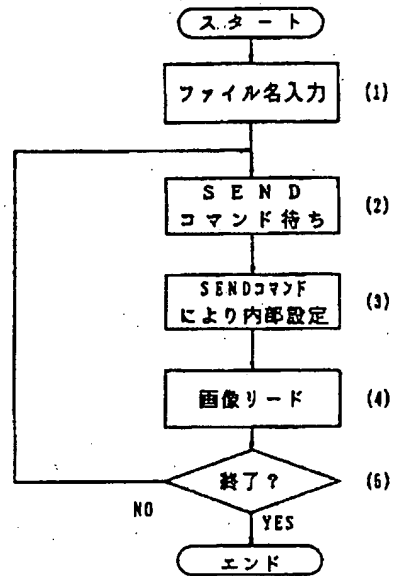 スタート
ファイル名入力 (1)
SEND
コマンド待ち (2)
SENDコマンド
により内部設定 (3)
画像リード (4)
終了? (5)
NO
YES
エンド